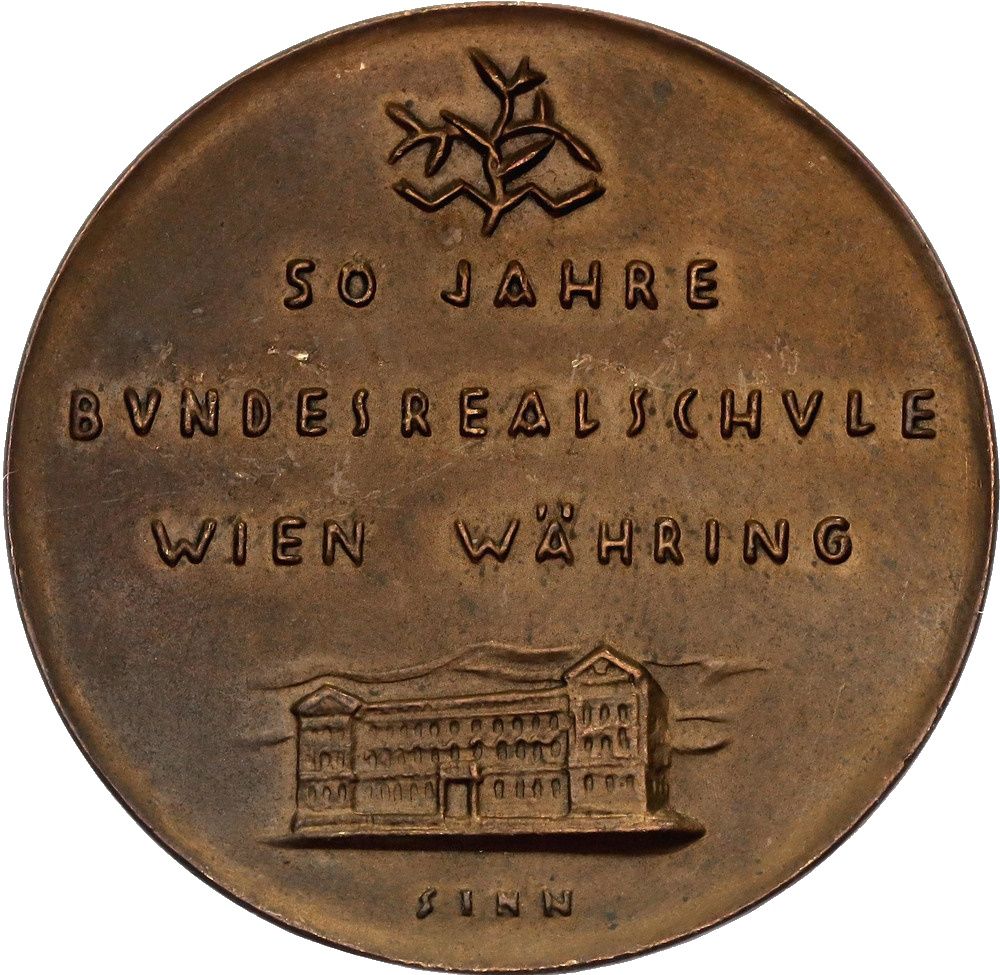 50 JAHRE
BVNDESREALSCHVLE
WIEN WÄHRING
SINN